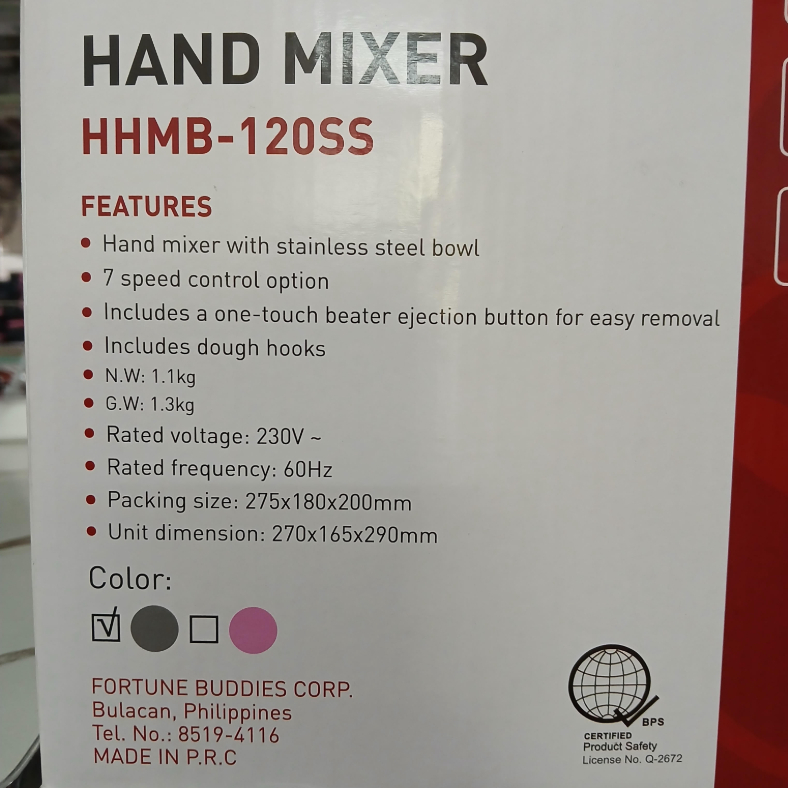 HAND MIXER
HHMB-120SS
FEATURES
• Hand mixer with stainless steel bowl
• 7 speed control option
• Includes a one-touch beater ejection button for easy removal
• Includes dough hooks
• N.W: 1.1kg
• G.W: 1.3kg
• Rated voltage: 230V ~
• Rated frequency: 60Hz
• Packing size: 275x180x200mm
• Unit dimension: 270x165x290mm
Color:
FORTUNE BUDDIES CORP.
Bulacan, Philippines
Tel. No.: 8519-4116
MADE IN P.R.C
BPS
CERTIFIED
Product Safety
License No. Q-2672